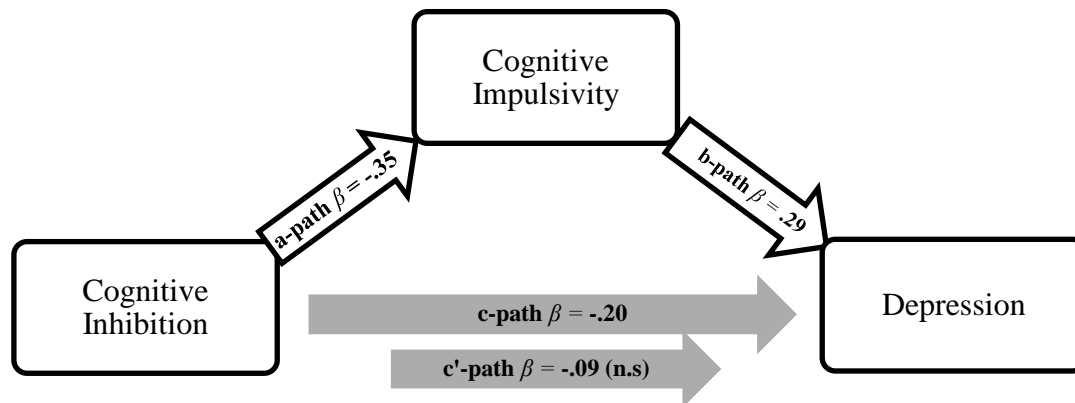 Cognitive
Impulsivity
a-path β = -.35
b-path β = .29
Cognitive
Inhibition
c-path β = -.20
Depression
c'-path β = -.09 (n.s)